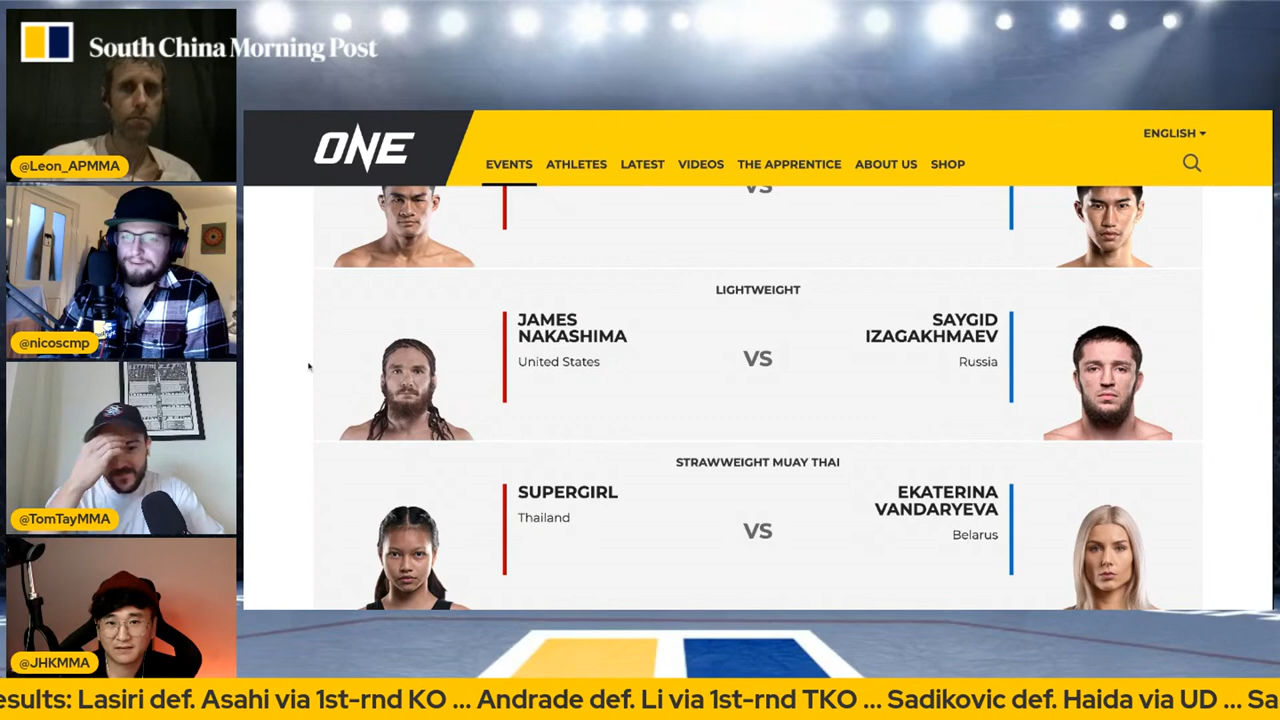 South China Morning Post
@Leon_APMMA
@nicoscmp
@TomTayMMA
@JHKMMA
ONE
ENGLISH
EVENTS ATHLETES LATEST VIDEOS THE APPRENTICE ABOUT US SHOP
VS
LIGHTWEIGHT
JAMES
NAKASHIMA
United States
VS
SAYGID
IZAGAKHMAEV
Russia
STRAWWEIGHT MUAY THAI
SUPERGIRL
Thailand
VS
EKATERINA
VANDARYEVA
Belarus
esults: Lasiri def. Asahi via 1st-rnd KO ... Andrade def. Li via 1st-rnd TKO ... Sadikovic def. Haida via UD ... Sa